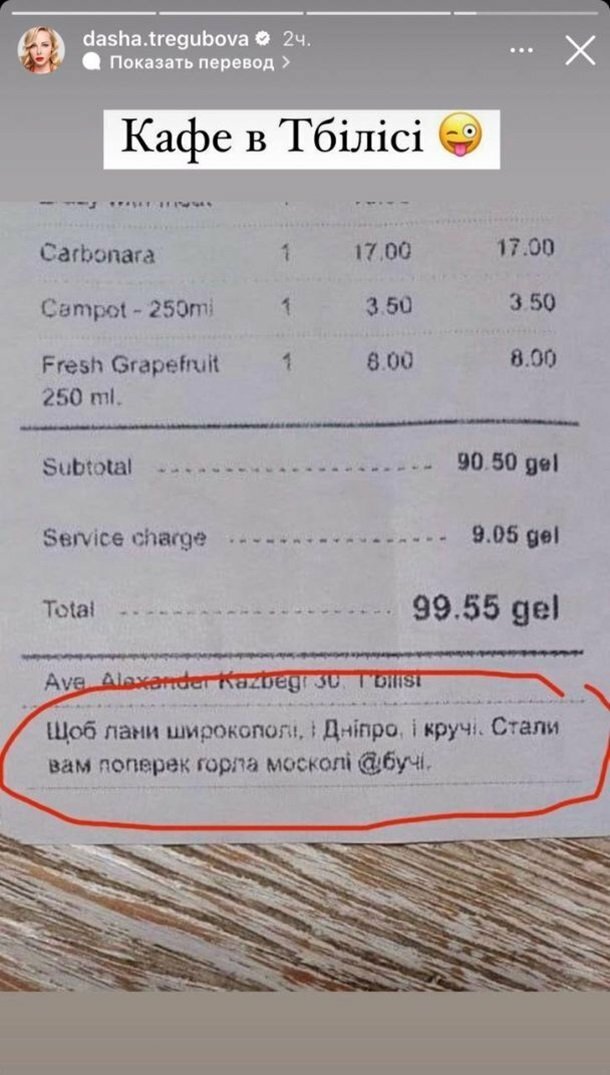 dasha.tregubova 2ч.
Показать перевод >
Кафе в Тбілісі 😜
Carbonara 1 17.00 17.00
Campot - 250ml 1 3.50 3.50
Fresh Grapefruit 1 8.00 8.00
250 ml.
Subtotal 90.50 gel
Service charge 9.05 gel
Total 99.55 gel
Ave. Alexander Kazbegi 30, Tbilisi
Щоб лани широкополі, і Дніпро, і кручі. Стали
вам поперек горла москолі @бучі.